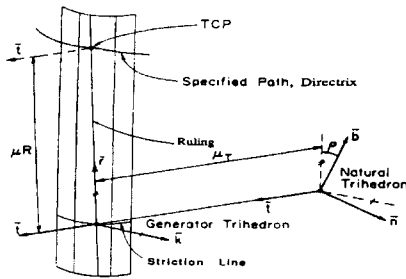 TCP
t̄
Specified Path, Directrix
μR
Ruling
μT
r̄
ρ
b̄
Natural
Trihedron
t̄
n̄
t̄
Generator Trihedron
k̄
Striction Line